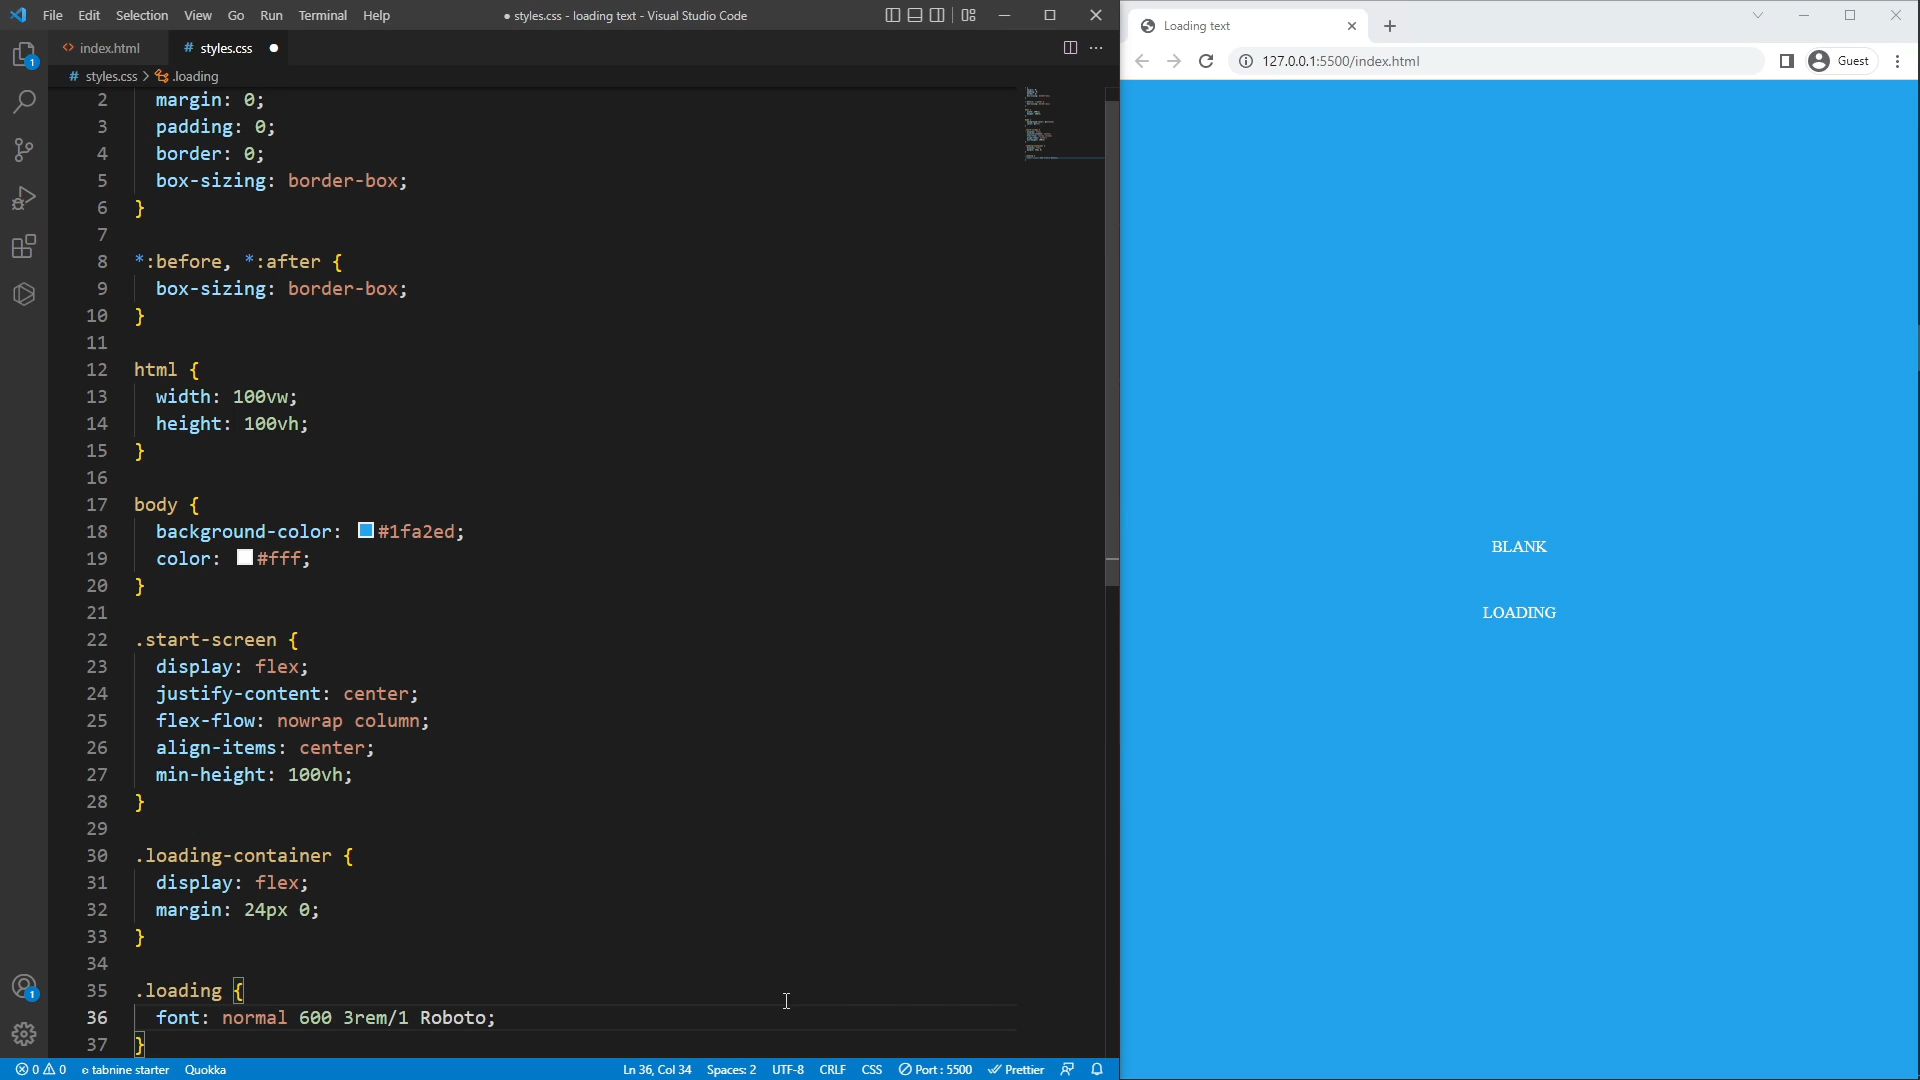 File Edit Selection View Go Run Terminal Help
● styles.css - loading text - Visual Studio Code
<> index.html
# styles.css ●
# styles.css > .loading
2 margin: 0;
3 padding: 0;
4 border: 0;
5 box-sizing: border-box;
6 }
7
8 *:before, *:after {
9 box-sizing: border-box;
10 }
11
12 html {
13 width: 100vw;
14 height: 100vh;
15 }
16
17 body {
18 background-color: #1fa2ed;
19 color: #fff;
20 }
21
22 .start-screen {
23 display: flex;
24 justify-content: center;
25 flex-flow: nowrap column;
26 align-items: center;
27 min-height: 100vh;
28 }
29
30 .loading-container {
31 display: flex;
32 margin: 24px 0;
33 }
34
35 .loading {
36 font: normal 600 3rem/1 Roboto;
37 }
1
1
0 0 tabnine starter Quokka
Ln 36, Col 34 Spaces: 2 UTF-8 CRLF CSS Port : 5500 Prettier
Loading text
127.0.0.1:5500/index.html
Guest
BLANK
LOADING